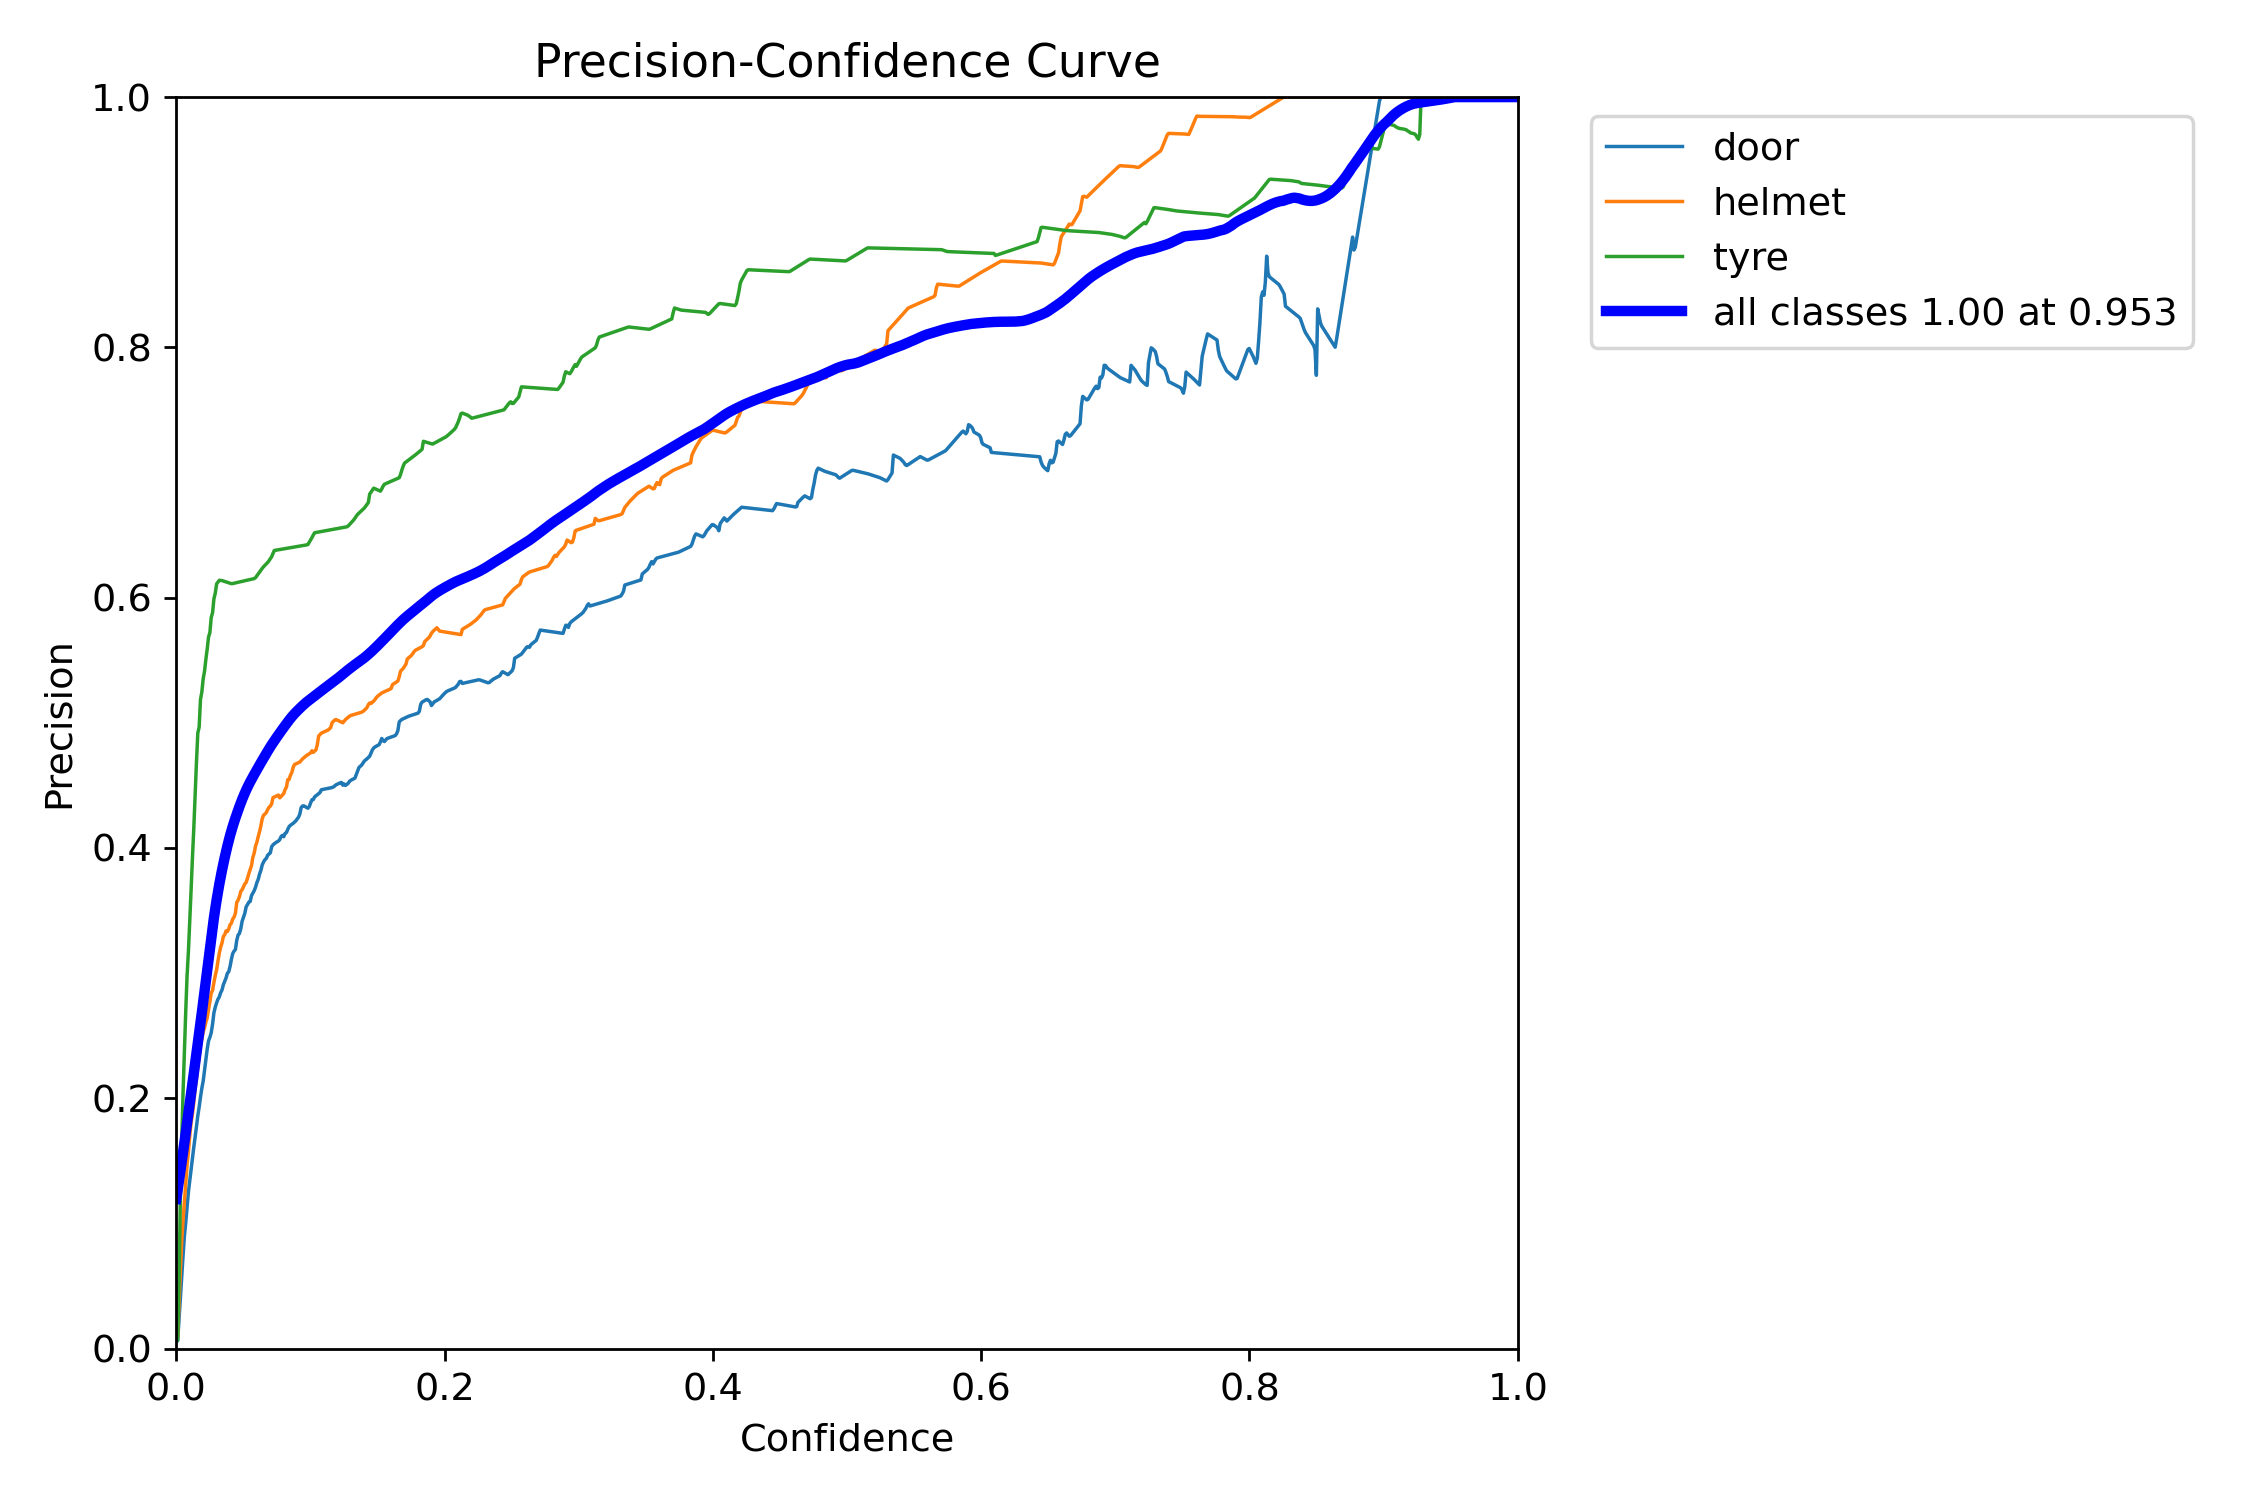 Precision-Confidence Curve
1.0
0.8
0.6
0.4
0.2
0.0
Precision
0.0 0.2 0.4 0.6 0.8 1.0
Confidence
door
helmet
tyre
all classes 1.00 at 0.953